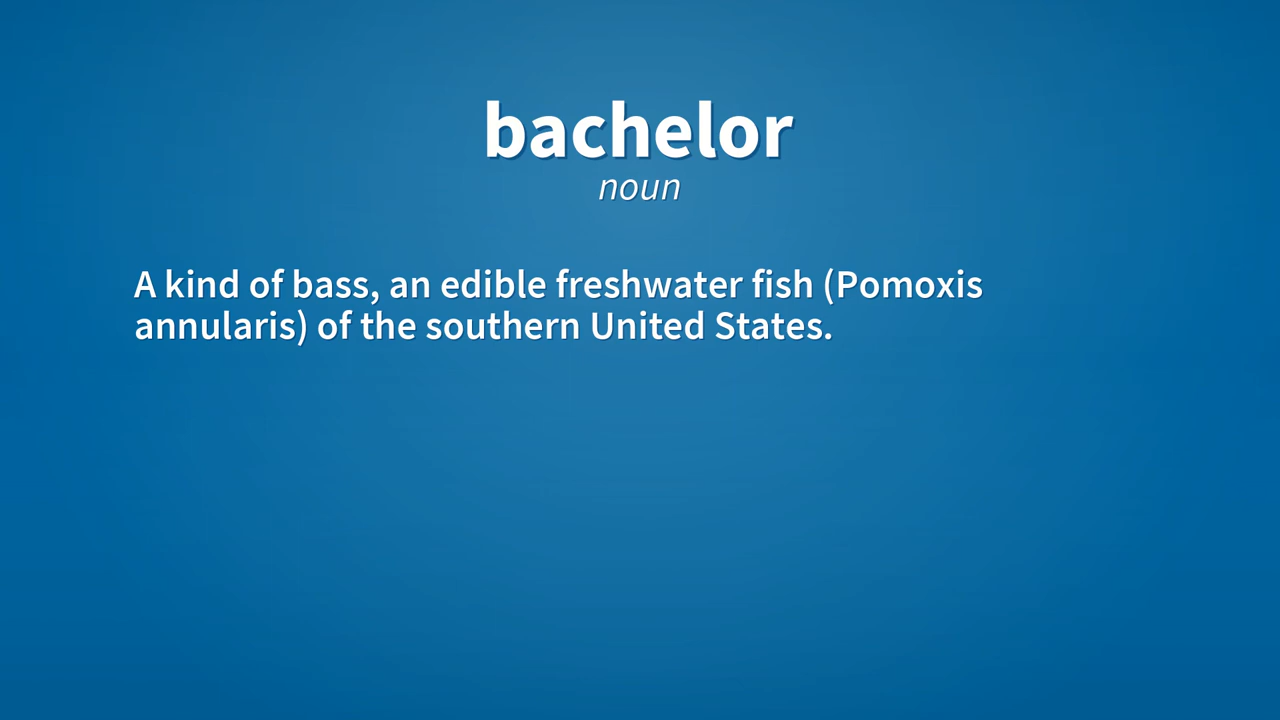 bachelor
noun
A kind of bass, an edible freshwater fish (Pomoxis
annularis) of the southern United States.